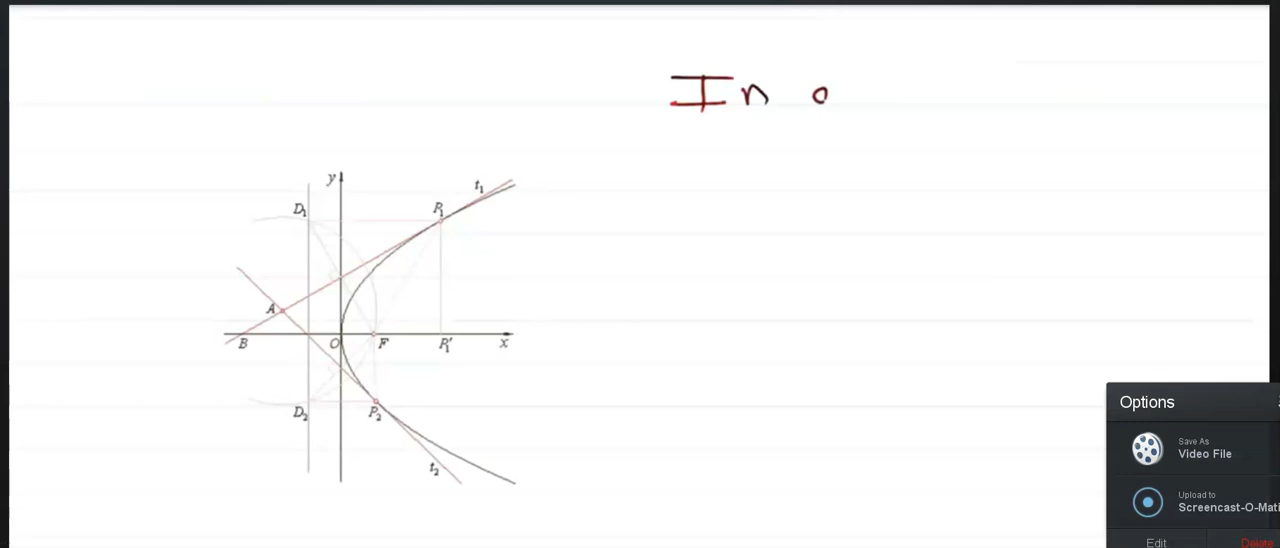 In o
y
t₁
D₁
P₁
A
B
O
F
P₁'
x
D₂
P₂
t₂
Options
Save As
Video File
Upload to
Screencast-O-Mati
Edit
Delete